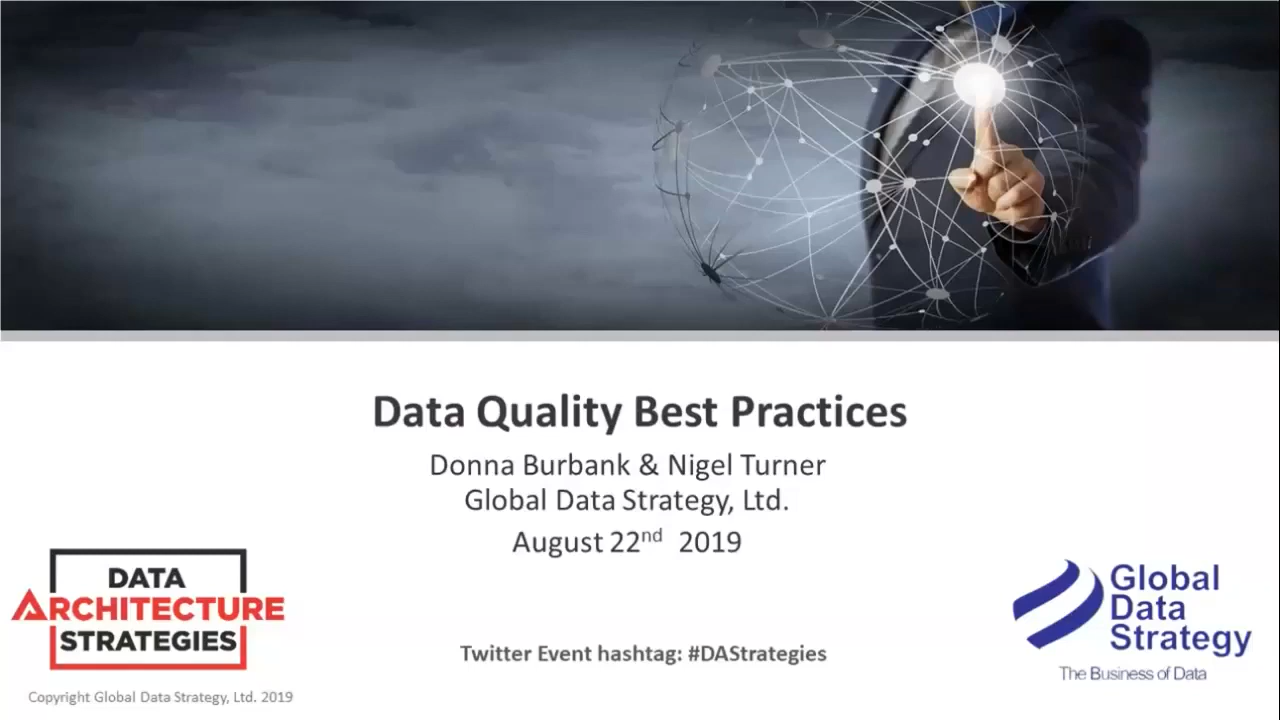 Data Quality Best Practices
Donna Burbank & Nigel Turner
Global Data Strategy, Ltd.
August 22nd 2019
DATA
ARCHITECTURE
STRATEGIES
Global
Data
Strategy
The Business of Data
Twitter Event hashtag: #DAStrategies
Copyright Global Data Strategy, Ltd. 2019